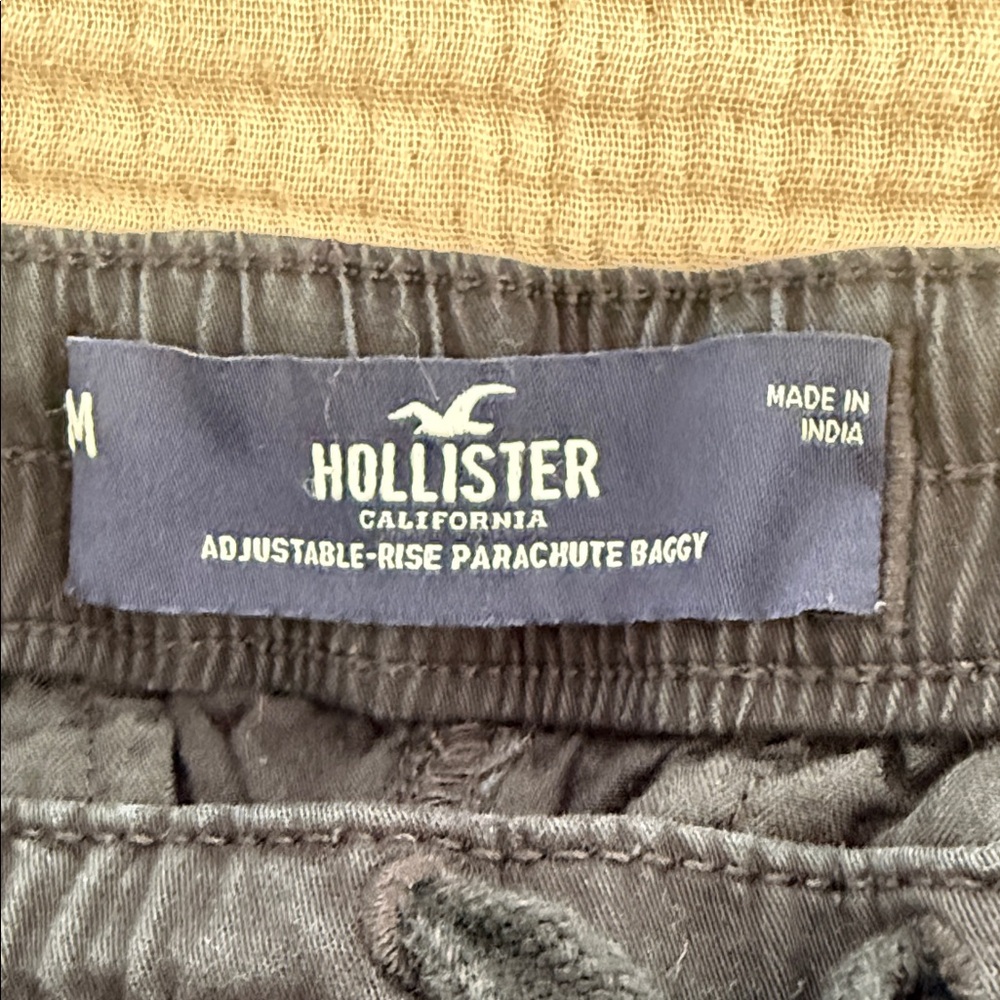 M
MADE IN
INDIA
HOLLISTER
CALIFORNIA
ADJUSTABLE-RISE PARACHUTE BAGGY